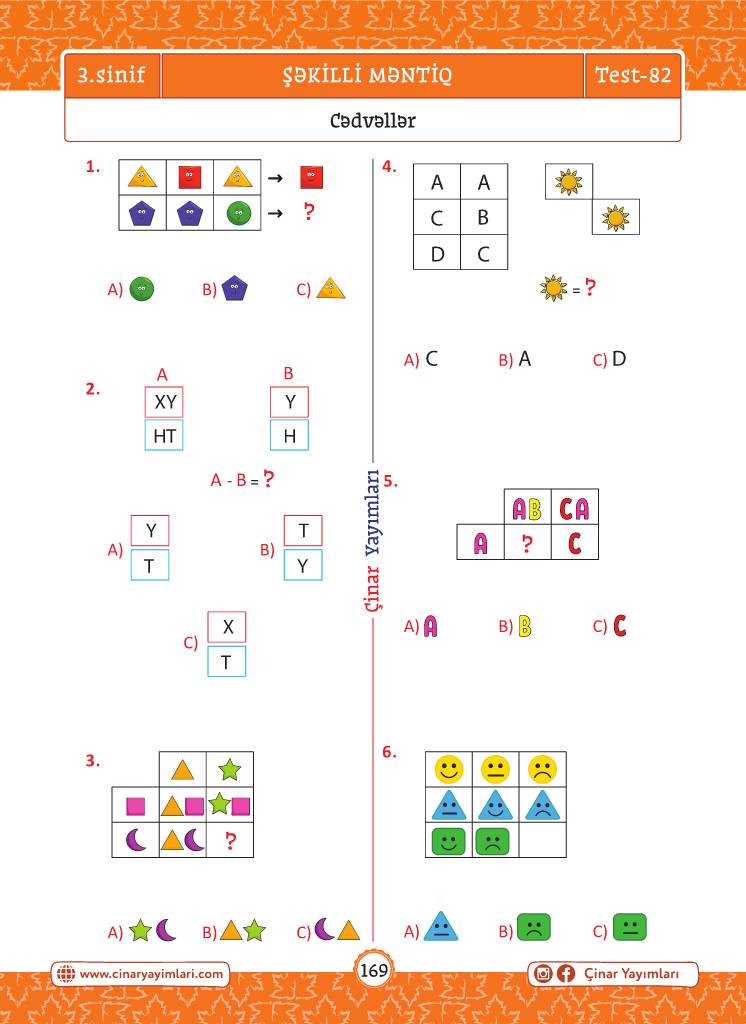 3.sinif ŞƏKİLLİ MƏNTİQ Test-82
Cədvəllər
1.
→
→ ?
A) B) C)
2.
A B
XY Y
HT H
A - B = ?
A) Y T
B) T Y
C) X T
3.
?
A) B) C)
4.
A A
C B
D C
= ?
A) C B) A C) D
5.
AB CA
A ? C
A) A B) B C) C
6.
A) B) C)
Çinar Yayımları
www.cinaryayimlari.com
169
Çinar Yayımları